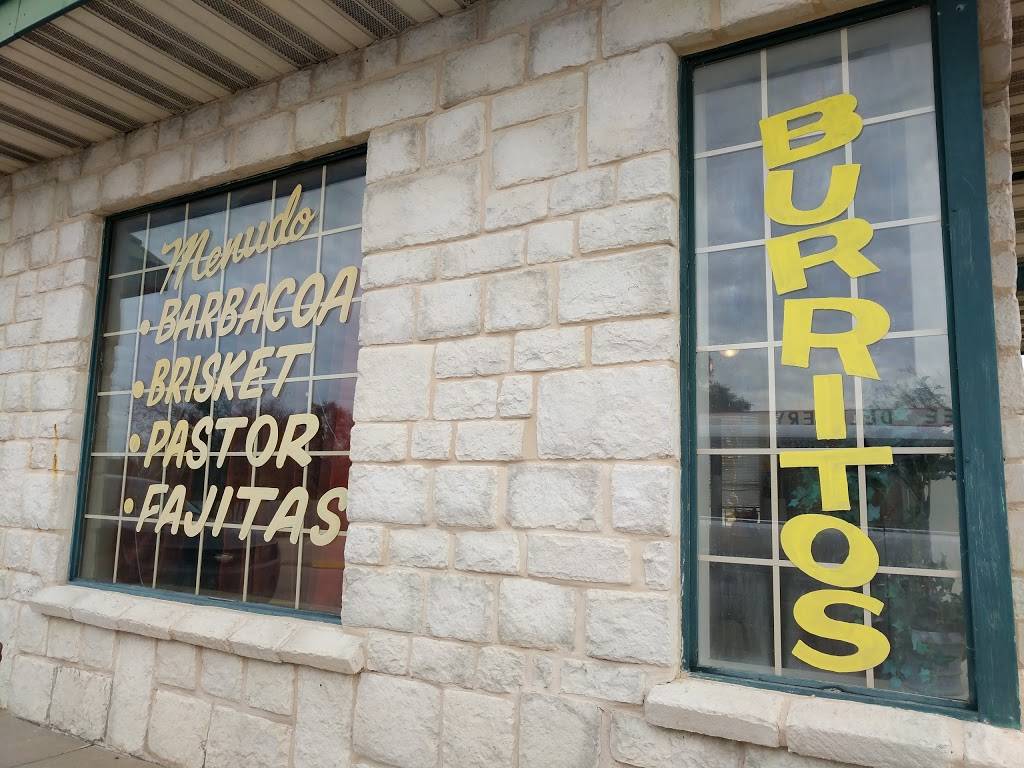 Menudo
• BARBACOA
• BRISKET
• PASTOR
• FAJITAS
BURRITOS